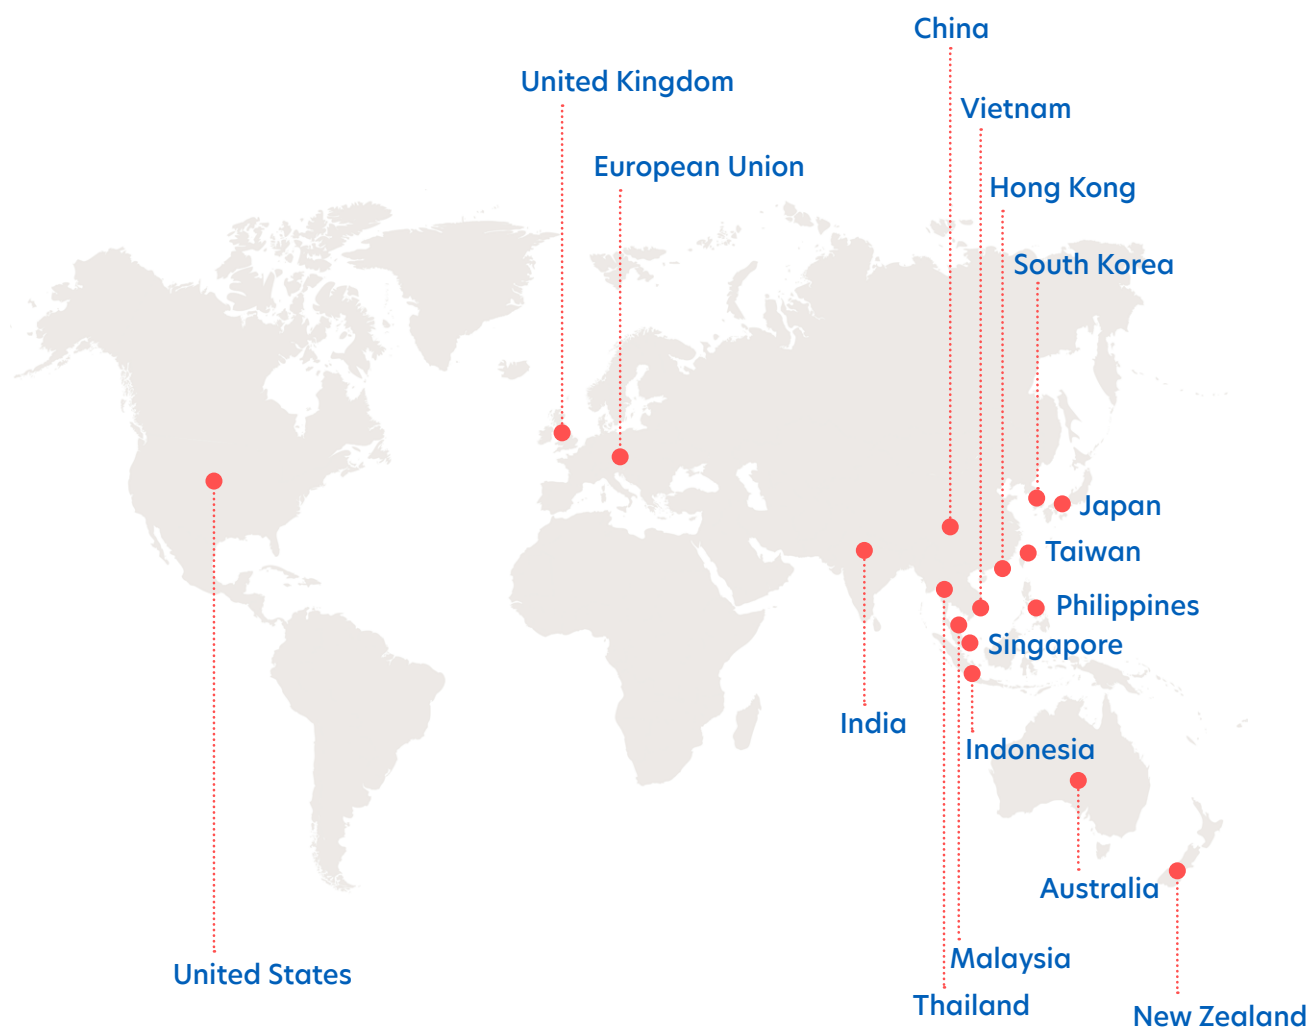 China
United Kingdom
Vietnam
European Union
Hong Kong
South Korea
Japan
Taiwan
Philippines
Singapore
India
Indonesia
Australia
Malaysia
United States
Thailand
New Zealand